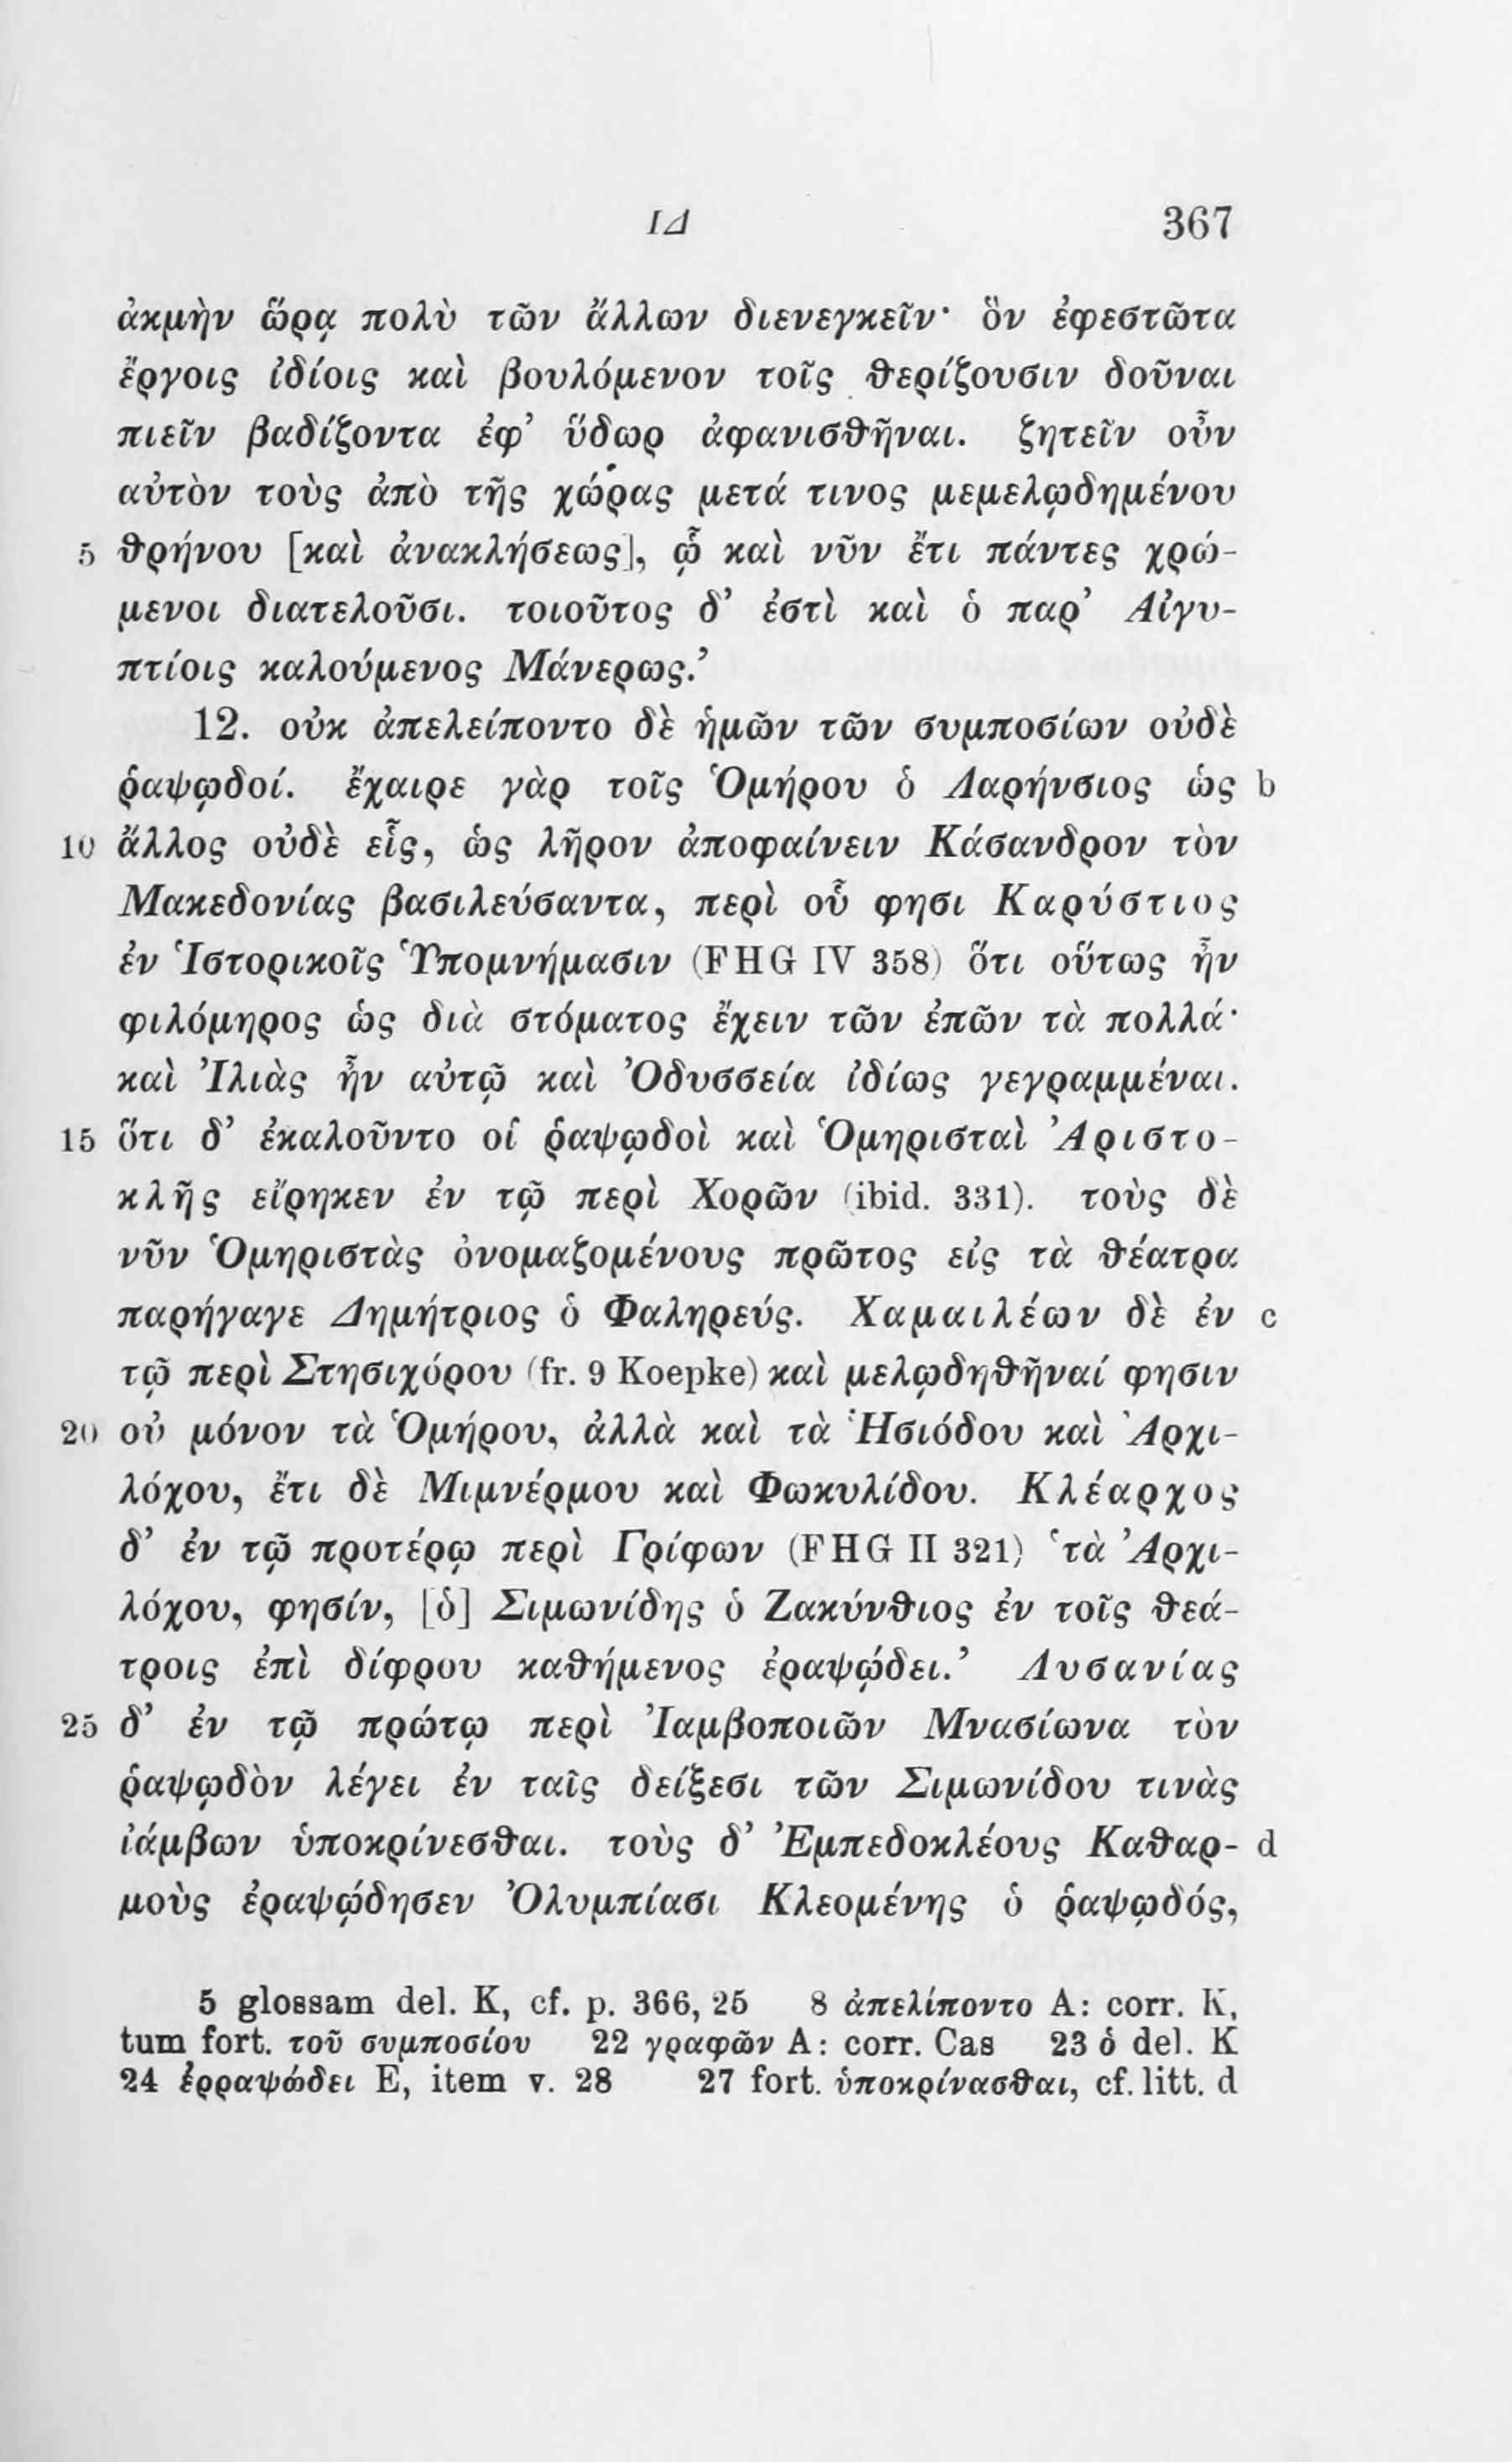 ΙΔ 367
ἀκμὴν ὥρᾳ πολὺ τῶν ἄλλων διενεγκεῖν· ὃν ἐφεστῶτα
ἔργοις ἰδίοις καὶ βουλόμενον τοῖς θερίζουσιν δοῦναι
πιεῖν βαδίζοντα ἐφ’ ὕδωρ ἀφανισθῆναι. ζητεῖν οὖν
αὐτὸν τοὺς ἀπὸ τῆς χώρας μετά τινος μεμελῳδημένου
5 θρήνου [καὶ ἀνακλήσεως], ᾧ καὶ νῦν ἔτι πάντες χρώ-
μενοι διατελοῦσι. τοιοῦτος δ’ ἐστὶ καὶ ὁ παρ’ Αἰγυ-
πτίοις καλούμενος Μάνερως.’
12. οὐκ ἀπελείποντο δὲ ἡμῶν τῶν συμποσίων οὐδὲ
ῥαψῳδοί. ἔχαιρε γὰρ τοῖς Ὁμήρου ὁ Λαρήνσιος ὡς b
10 ἄλλος οὐδὲ εἷς, ὡς λῆρον ἀποφαίνειν Κάσανδρον τὸν
Μακεδονίας βασιλεύσαντα, περὶ οὗ φησι Καρύστιος
ἐν Ἱστορικοῖς Ὑπομνήμασιν (FHG IV 358) ὅτι οὕτως ἦν
φιλόμηρος ὡς διὰ στόματος ἔχειν τῶν ἐπῶν τὰ πολλά·
καὶ Ἰλιὰς ἦν αὐτῷ καὶ Ὀδυσσεία ἰδίως γεγραμμέναι.
15 ὅτι δ’ ἐκαλοῦντο οἱ ῥαψῳδοὶ καὶ Ὁμηρισταὶ Ἀριστο-
κλῆς εἴρηκεν ἐν τῷ περὶ Χορῶν (ibid. 331). τοὺς δὲ
νῦν Ὁμηριστὰς ὀνομαζομένους πρῶτος εἰς τὰ θέατρα
παρήγαγε Δημήτριος ὁ Φαληρεύς. Χαμαιλέων δὲ ἐν c
τῷ περὶ Στησιχόρου (fr. 9 Koepke) καὶ μελῳδηθῆναί φησιν
20 οὐ μόνον τὰ Ὁμήρου, ἀλλὰ καὶ τὰ Ἡσιόδου καὶ Ἀρχι-
λόχου, ἔτι δὲ Μιμνέρμου καὶ Φωκυλίδου. Κλέαρχος
δ’ ἐν τῷ προτέρῳ περὶ Γρίφων (FHG II 321) ‘τὰ Ἀρχι-
λόχου, φησίν, [ὁ] Σιμωνίδης ὁ Ζακύνθιος ἐν τοῖς θεά-
τροις ἐπὶ δίφρου καθήμενος ἐραψῴδει.’ Λυσανίας
25 δ’ ἐν τῷ πρώτῳ περὶ Ἰαμβοποιῶν Μνασίωνα τὸν
ῥαψῳδὸν λέγει ἐν ταῖς δείξεσι τῶν Σιμωνίδου τινὰς
ἰάμβων ὑποκρίνεσθαι. τοὺς δ’ Ἐμπεδοκλέους Καθαρ- d
μοὺς ἐραψῴδησεν Ὀλυμπίασι Κλεομένης ὁ ῥαψῳδός,
5 glossam del. K, cf. p. 366, 25 8 ἀπελίποντο A: corr. K,
tum fort. τοῦ συμποσίου 22 γραφῶν A: corr. Cas 23 ὁ del. K
24 ἐρραψώδει E, item v. 28 27 fort. ὑποκρίνασθαι, cf. litt. d